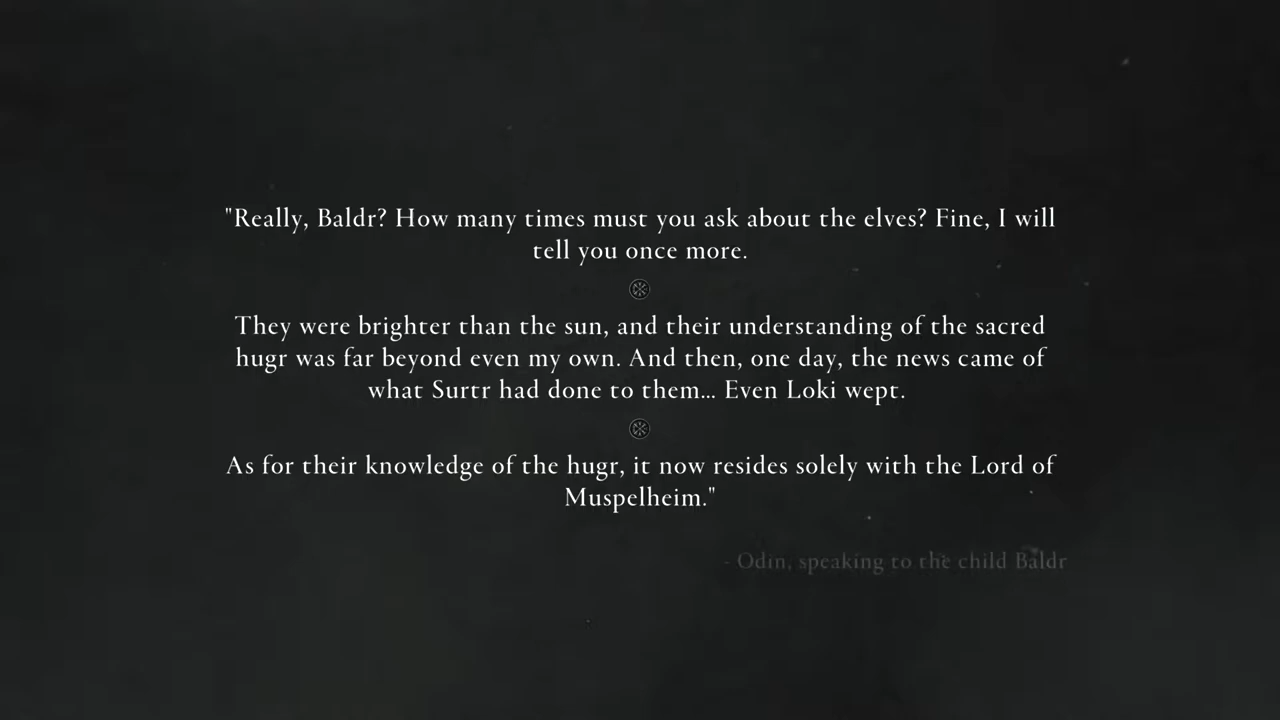 "Really, Baldr? How many times must you ask about the elves? Fine, I will
tell you once more.
They were brighter than the sun, and their understanding of the sacred
hugr was far beyond even my own. And then, one day, the news came of
what Surtr had done to them... Even Loki wept.
As for their knowledge of the hugr, it now resides solely with the Lord of
Muspelheim."
- Odin, speaking to the child Baldr